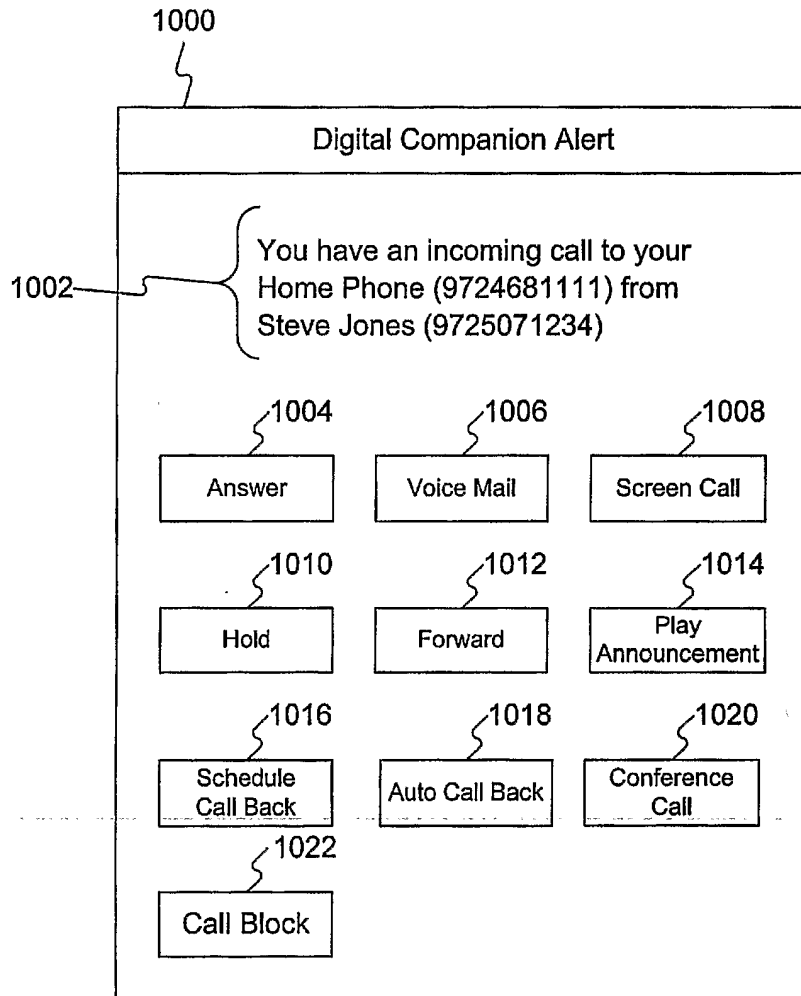 1000
Digital Companion Alert
You have an incoming call to your
1002
Home Phone (9724681111) from
Steve Jones (9725071234)
1004 1006 1008
Answer Voice Mail Screen Call
1010 1012 1014
Hold Forward Play
Announcement
1016 1018 1020
Schedule
Call Back Auto Call Back Conference
Call
1022
Call Block